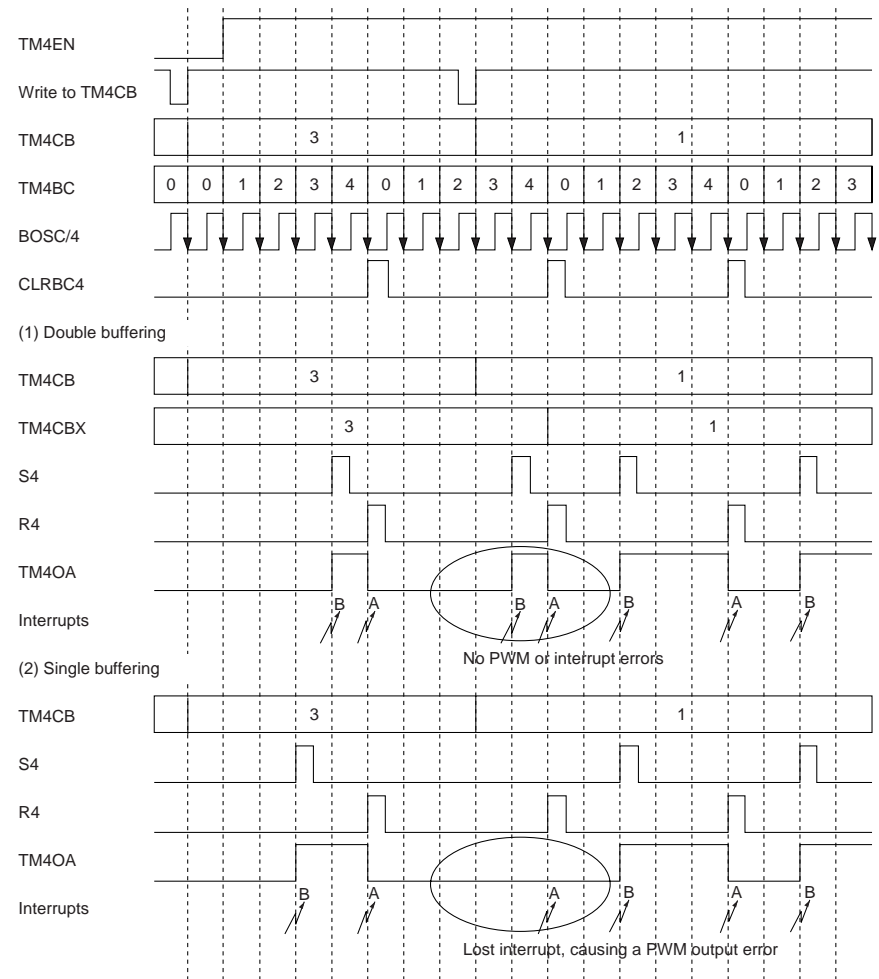 TM4EN
Write to TM4CB
TM4CB 3 1
TM4BC 0 0 1 2 3 4 0 1 2 3 4 0 1 2 3 4 0 1 2 3
BOSC/4
CLRBC4
(1) Double buffering
TM4CB 3 1
TM4CBX 3 1
S4
R4
TM4OA
B A B A B A B
Interrupts
No PWM or interrupt errors
(2) Single buffering
TM4CB 3 1
S4
R4
TM4OA
B A A B A B
Interrupts
Lost interrupt, causing a PWM output error